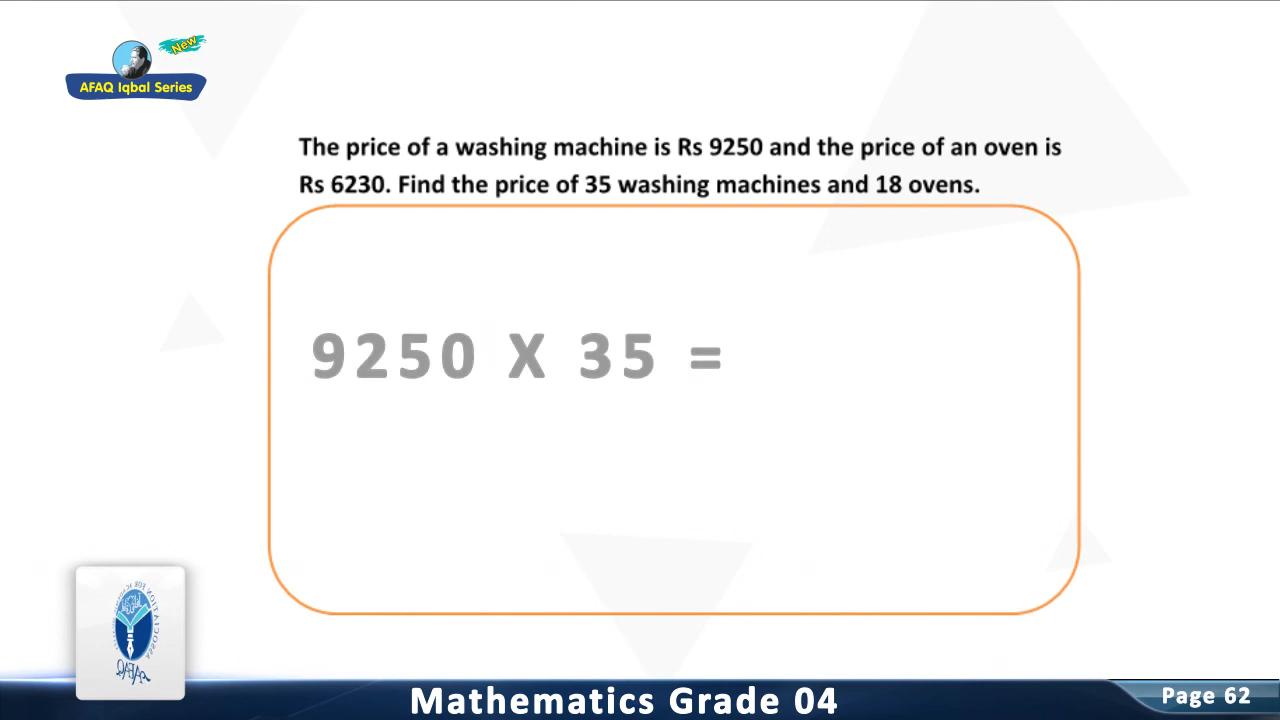 New
AFAQ Iqbal Series
The price of a washing machine is Rs 9250 and the price of an oven is
Rs 6230. Find the price of 35 washing machines and 18 ovens.
9250 X 35 =
AFAQ
Mathematics Grade 04
Page 62